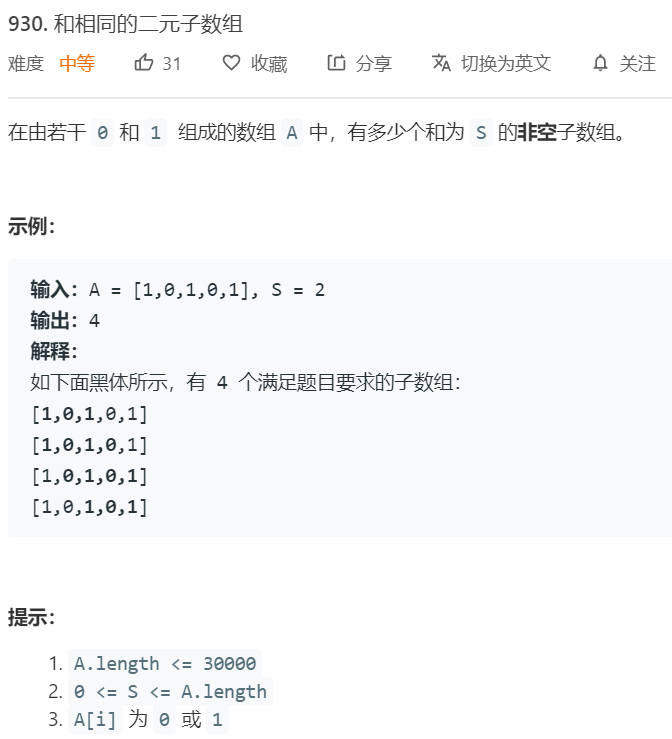 930. 和相同的二元子数组
难度 中等 31 收藏 分享 切换为英文 关注
在由若干 0 和 1 组成的数组 A 中，有多少个和为 S 的非空子数组。
示例：
输入：A = [1,0,1,0,1], S = 2
输出：4
解释：
如下面黑体所示，有 4 个满足题目要求的子数组：
[1,0,1,0,1]
[1,0,1,0,1]
[1,0,1,0,1]
[1,0,1,0,1]
提示：
1. A.length <= 30000
2. 0 <= S <= A.length
3. A[i] 为 0 或 1